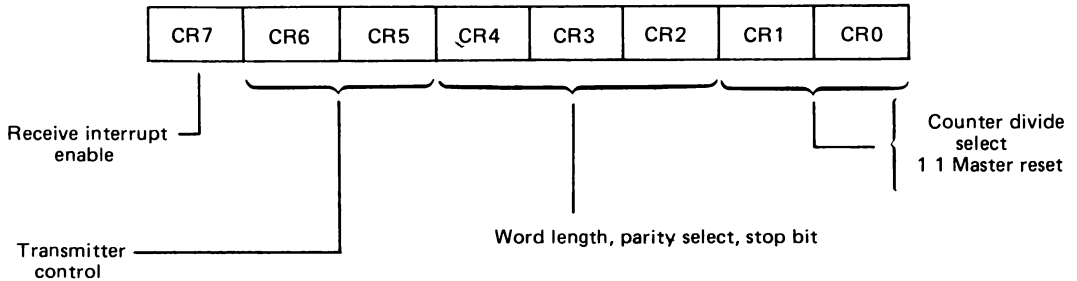 CR7 CR6 CR5 CR4 CR3 CR2 CR1 CR0
Receive interrupt
enable
Counter divide
select
1 1 Master reset
Word length, parity select, stop bit
Transmitter
control